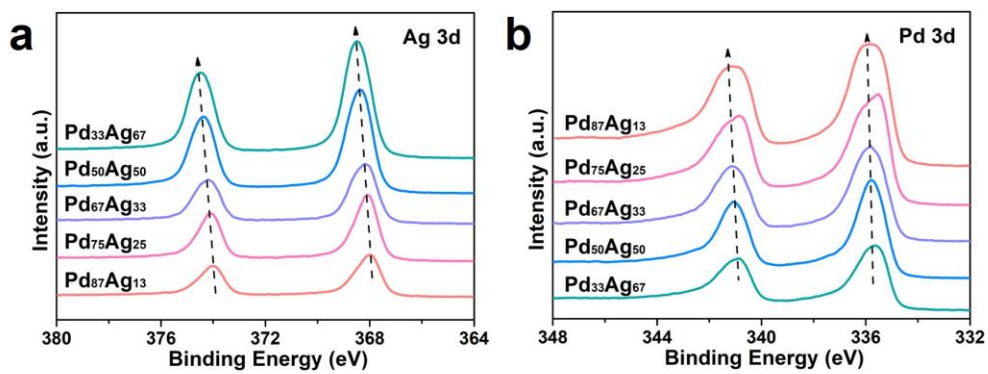 a
Ag 3d
Pd₃₃Ag₆₇
Pd₅₀Ag₅₀
Pd₆₇Ag₃₃
Pd₇₅Ag₂₅
Pd₈₇Ag₁₃
Intensity (a.u.)
380 376 372 368 364
Binding Energy (eV)
b
Pd 3d
Pd₈₇Ag₁₃
Pd₇₅Ag₂₅
Pd₆₇Ag₃₃
Pd₅₀Ag₅₀
Pd₃₃Ag₆₇
Intensity (a.u.)
348 344 340 336 332
Binding Energy (eV)